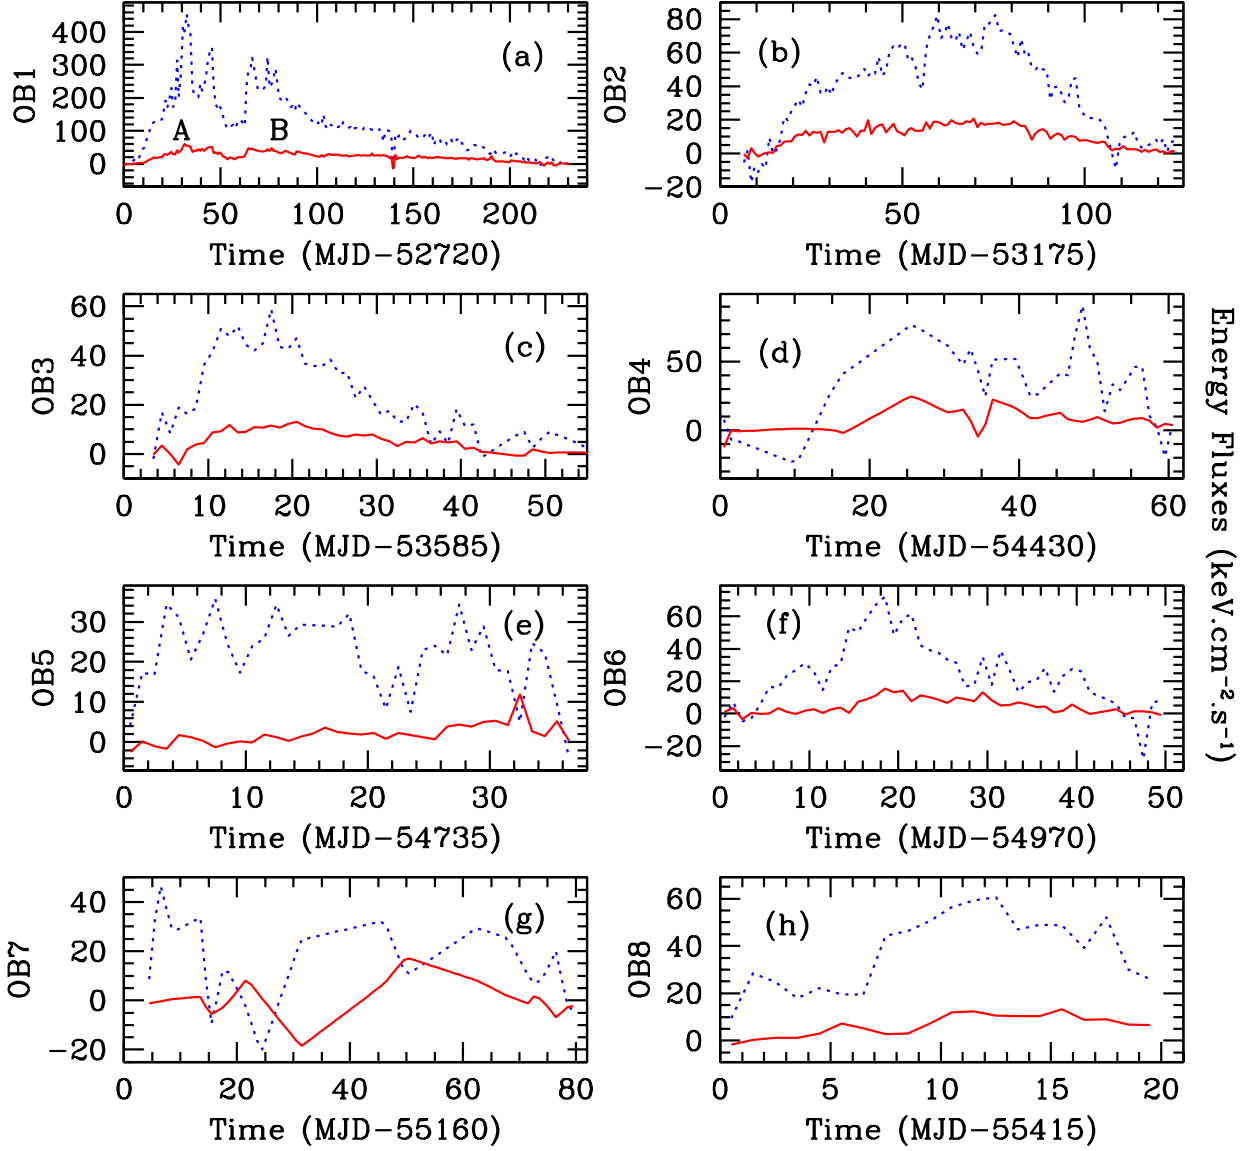 400
300
200
100
0
OB1
(a)
A
B
0 50 100 150 200
Time (MJD-52720)
80
60
40
20
0
-20
OB2
(b)
0 50 100
Time (MJD-53175)
60
40
20
0
OB3
(c)
0 10 20 30 40 50
Time (MJD-53585)
50
0
OB4
(d)
0 20 40 60
Time (MJD-54430)
30
20
10
0
OB5
(e)
0 10 20 30
Time (MJD-54735)
60
40
20
0
-20
OB6
(f)
0 10 20 30 40 50
Time (MJD-54970)
40
20
0
-20
OB7
(g)
0 20 40 60 80
Time (MJD-55160)
60
40
20
0
OB8
(h)
0 5 10 15 20
Time (MJD-55415)
Energy Fluxes (keV.cm⁻².s⁻¹)